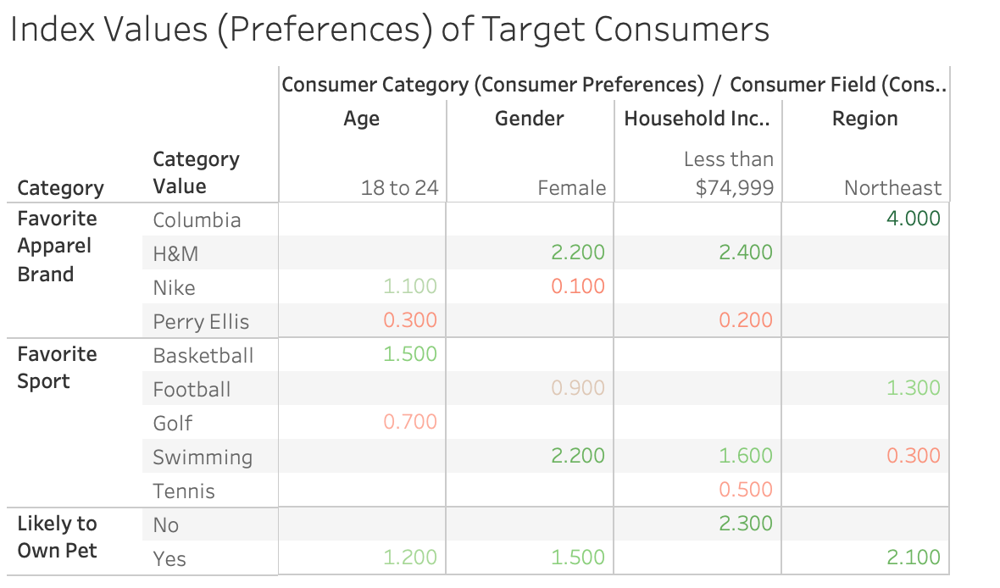 Index Values (Preferences) of Target Consumers
Consumer Category (Consumer Preferences) / Consumer Field (Cons..
Age Gender Household Inc.. Region
Category Category Value 18 to 24 Female Less than $74,999 Northeast
Favorite Apparel Brand
Columbia 4.000
H&M 2.200 2.400
Nike 1.100 0.100
Perry Ellis 0.300 0.200
Favorite Sport
Basketball 1.500
Football 0.900 1.300
Golf 0.700
Swimming 2.200 1.600 0.300
Tennis 0.500
Likely to Own Pet
No 2.300
Yes 1.200 1.500 2.100